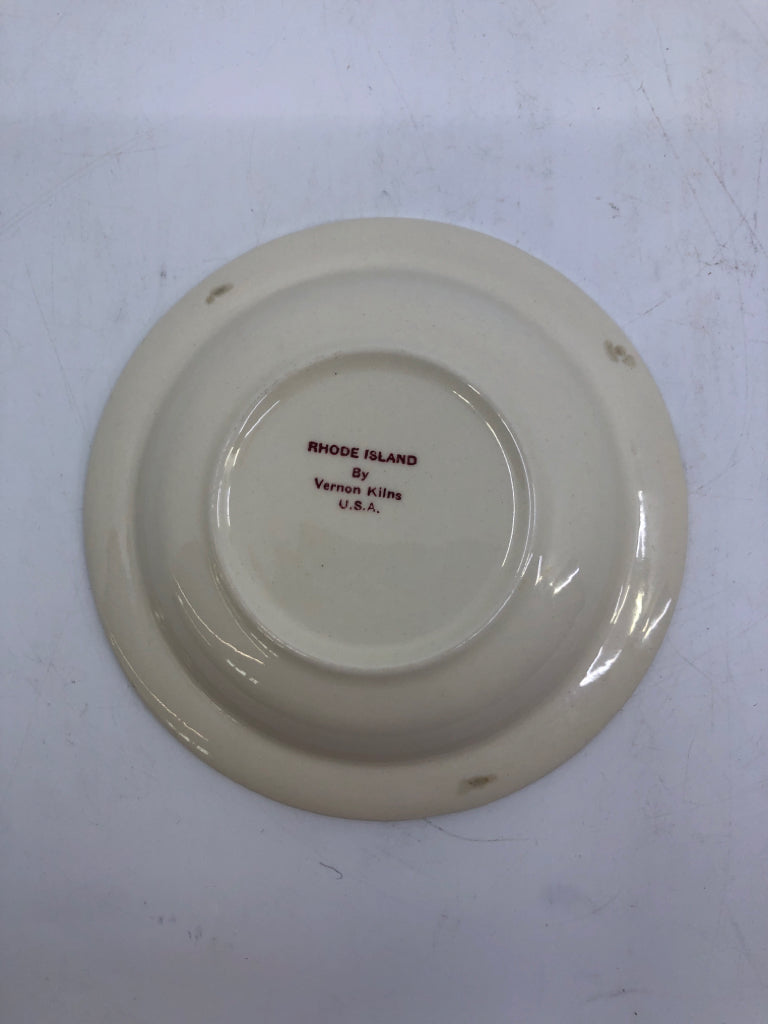 RHODE ISLAND
By
Vernon Kilns
U.S.A.